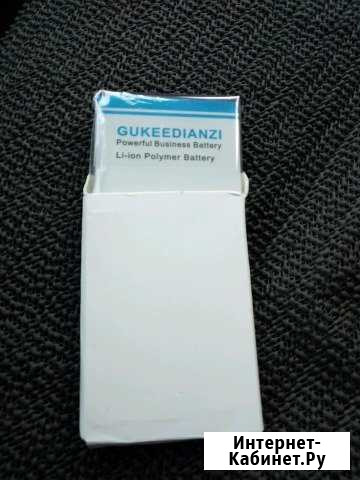 GUKEEDIANZI
Powerful Business Battery
Li-ion Polymer Battery
Интернет-
Кабинет.Ру